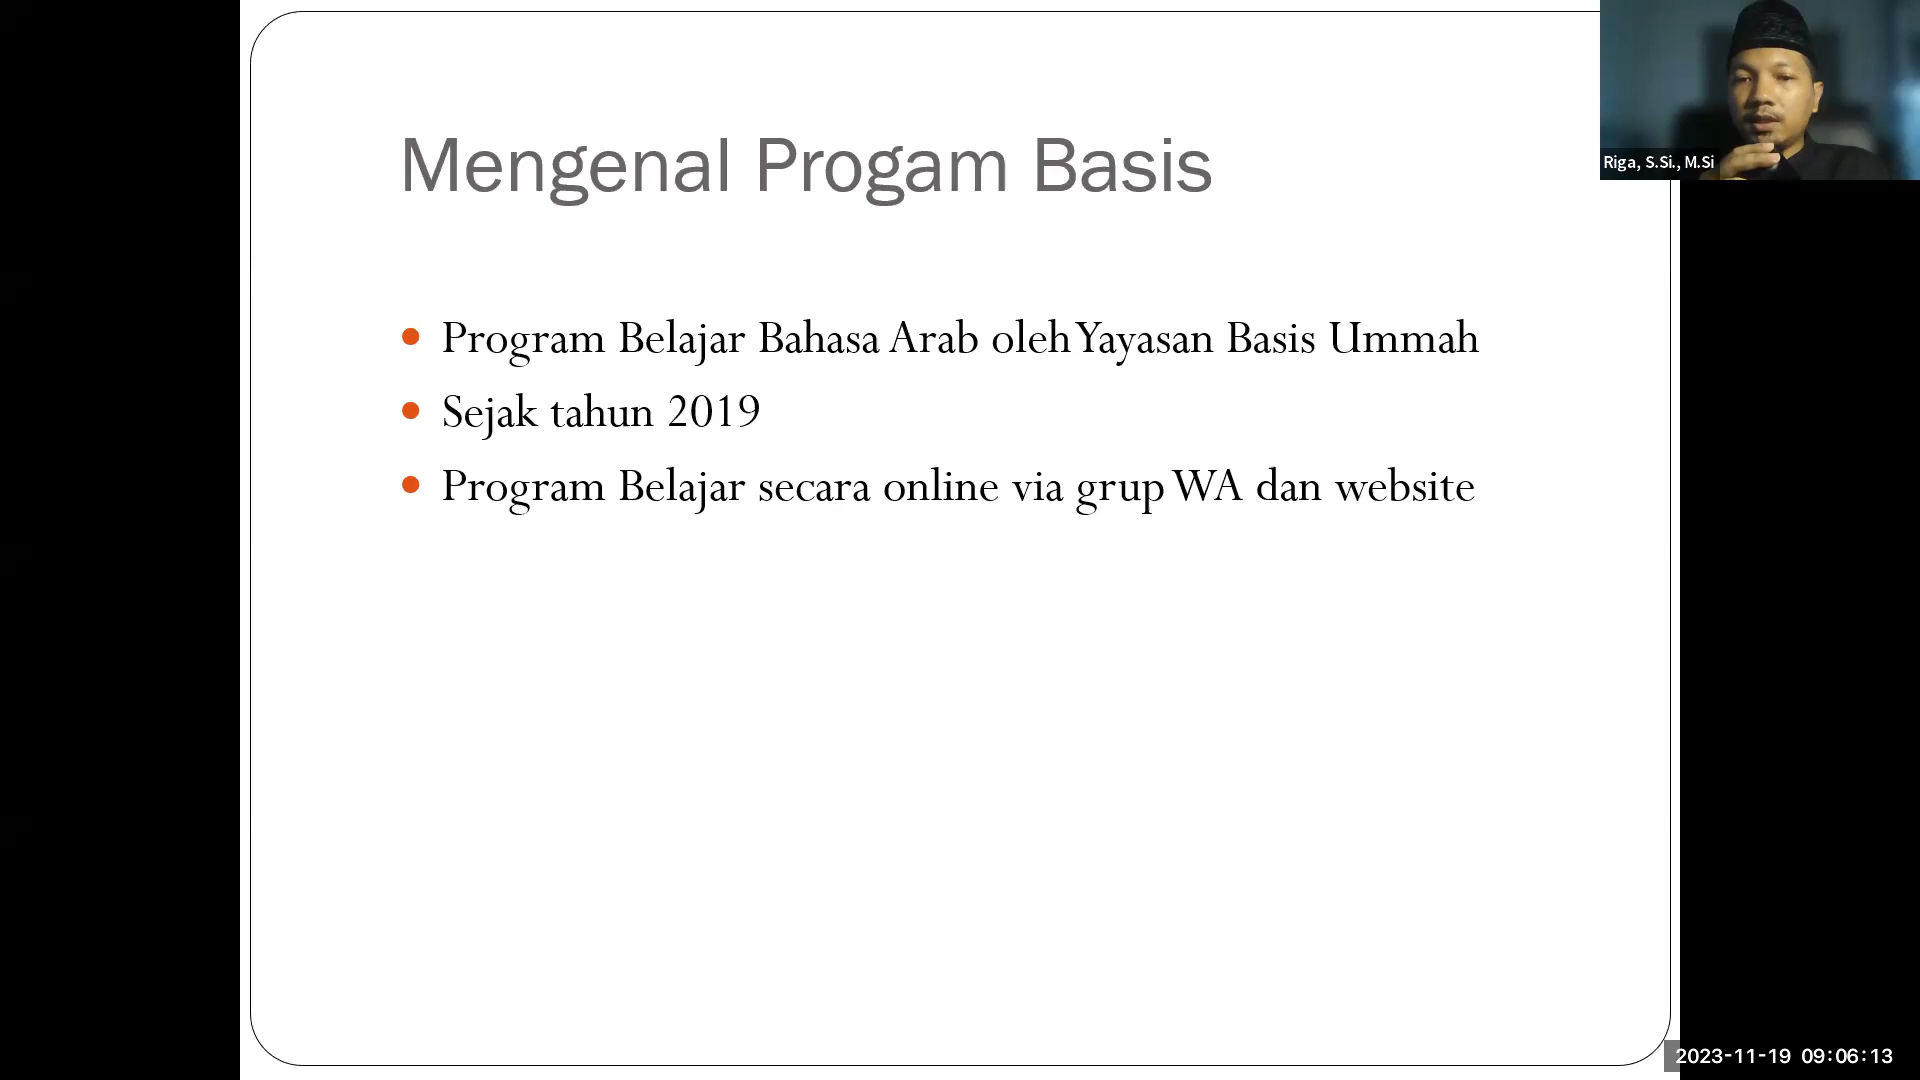 Mengenal Progam Basis
Program Belajar Bahasa Arab oleh Yayasan Basis Ummah
Sejak tahun 2019
Program Belajar secara online via grup WA dan website
Riga, S.Si., M.Si
2023-11-19 09:06:13